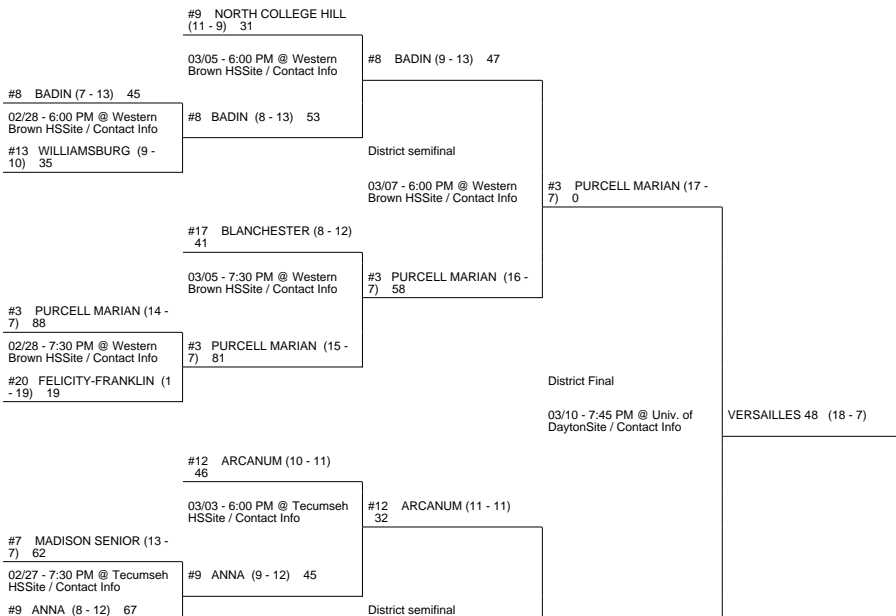 #9 NORTH COLLEGE HILL
(11 - 9) 31
03/05 - 6:00 PM @ Western
Brown HSSite / Contact Info
#8 BADIN (9 - 13) 47
#8 BADIN (7 - 13) 45
02/28 - 6:00 PM @ Western
Brown HSSite / Contact Info
#8 BADIN (8 - 13) 53
#13 WILLIAMSBURG (9 -
10) 35
District semifinal
03/07 - 6:00 PM @ Western
Brown HSSite / Contact Info
#3 PURCELL MARIAN (17 -
7) 0
#17 BLANCHESTER (8 - 12)
41
03/05 - 7:30 PM @ Western
Brown HSSite / Contact Info
#3 PURCELL MARIAN (16 -
7) 58
#3 PURCELL MARIAN (14 -
7) 88
02/28 - 7:30 PM @ Western
Brown HSSite / Contact Info
#3 PURCELL MARIAN (15 -
7) 81
#20 FELICITY-FRANKLIN (1
- 19) 19
District Final
03/10 - 7:45 PM @ Univ. of
DaytonSite / Contact Info
VERSAILLES 48 (18 - 7)
#12 ARCANUM (10 - 11)
46
03/03 - 6:00 PM @ Tecumseh
HSSite / Contact Info
#12 ARCANUM (11 - 11)
32
#7 MADISON SENIOR (13 -
7) 62
02/27 - 7:30 PM @ Tecumseh
HSSite / Contact Info
#9 ANNA (9 - 12) 45
#9 ANNA (8 - 12) 67
District semifinal